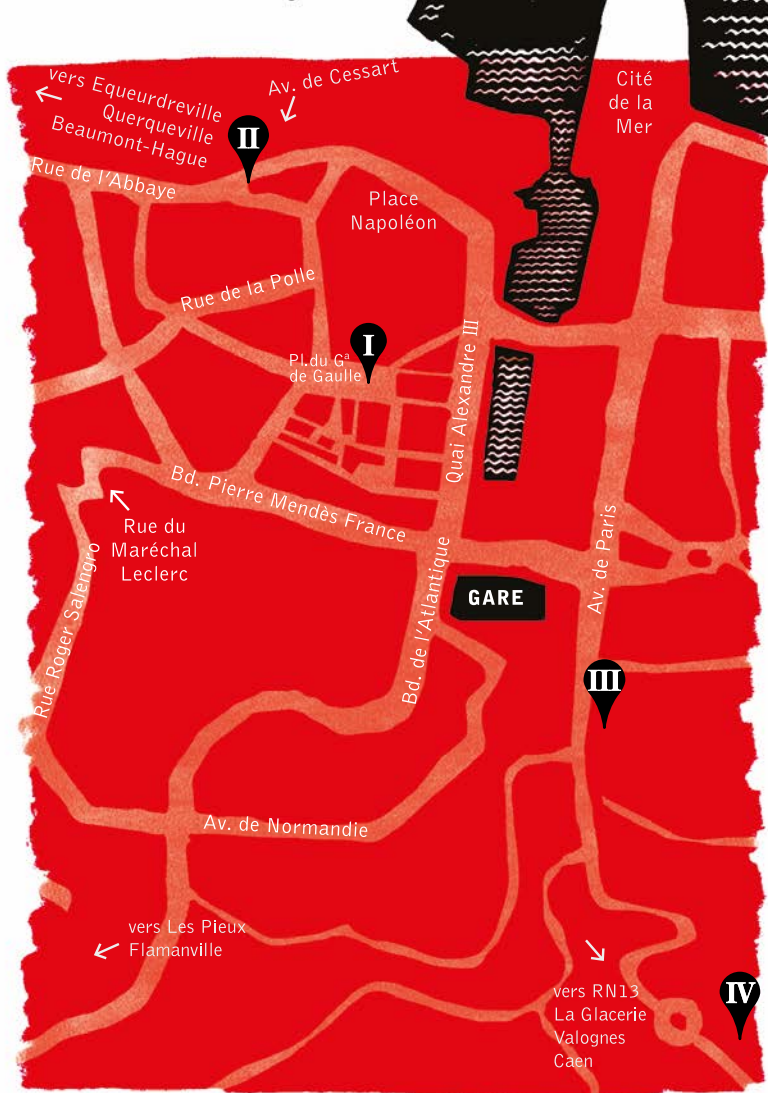 vers Equeurdreville
Querqueville
Beaumont-Hague
Av. de Cessart
Cité
de la
Mer
II
Rue de l'Abbaye
Place
Napoléon
Rue de la Polle
I
Pl.du Gª
de Gaulle
Quai Alexandre III
Bd. Pierre Mendès France
Rue du
Maréchal
Leclerc
Av. de Paris
GARE
Bd. de l'Atlantique
Rue Roger Salengro
III
Av. de Normandie
vers Les Pieux
Flamanville
vers RN13
La Glacerie
Valognes
Caen
IV